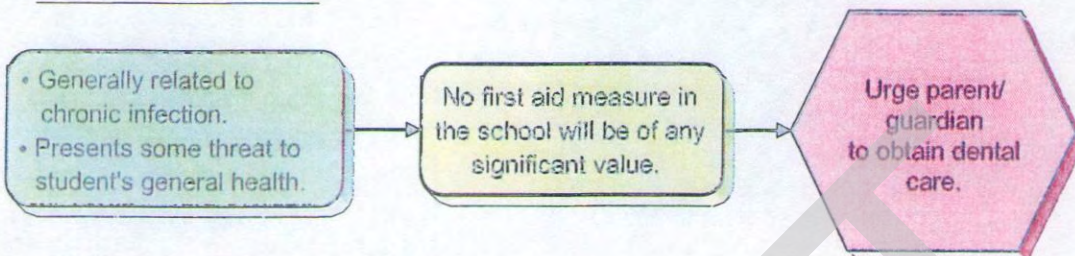 • Generally related to
chronic infection.
• Presents some threat to
student's general health.
No first aid measure in
the school will be of any
significant value.
Urge parent/
guardian
to obtain dental
care.